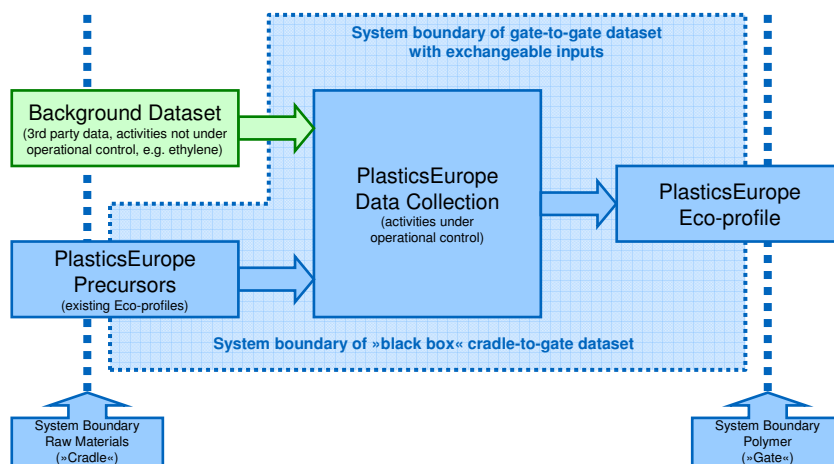 System boundary of gate-to-gate dataset
with exchangeable inputs
Background Dataset
(3rd party data, activities not under
operational control, e.g. ethylene)
PlasticsEurope
Data Collection
(activities under
operational control)
PlasticsEurope
Eco-profile
PlasticsEurope
Precursors
(existing Eco-profiles)
System boundary of »black box« cradle-to-gate dataset
System Boundary
Raw Materials
(»Cradle«)
System Boundary
Polymer
(»Gate«)